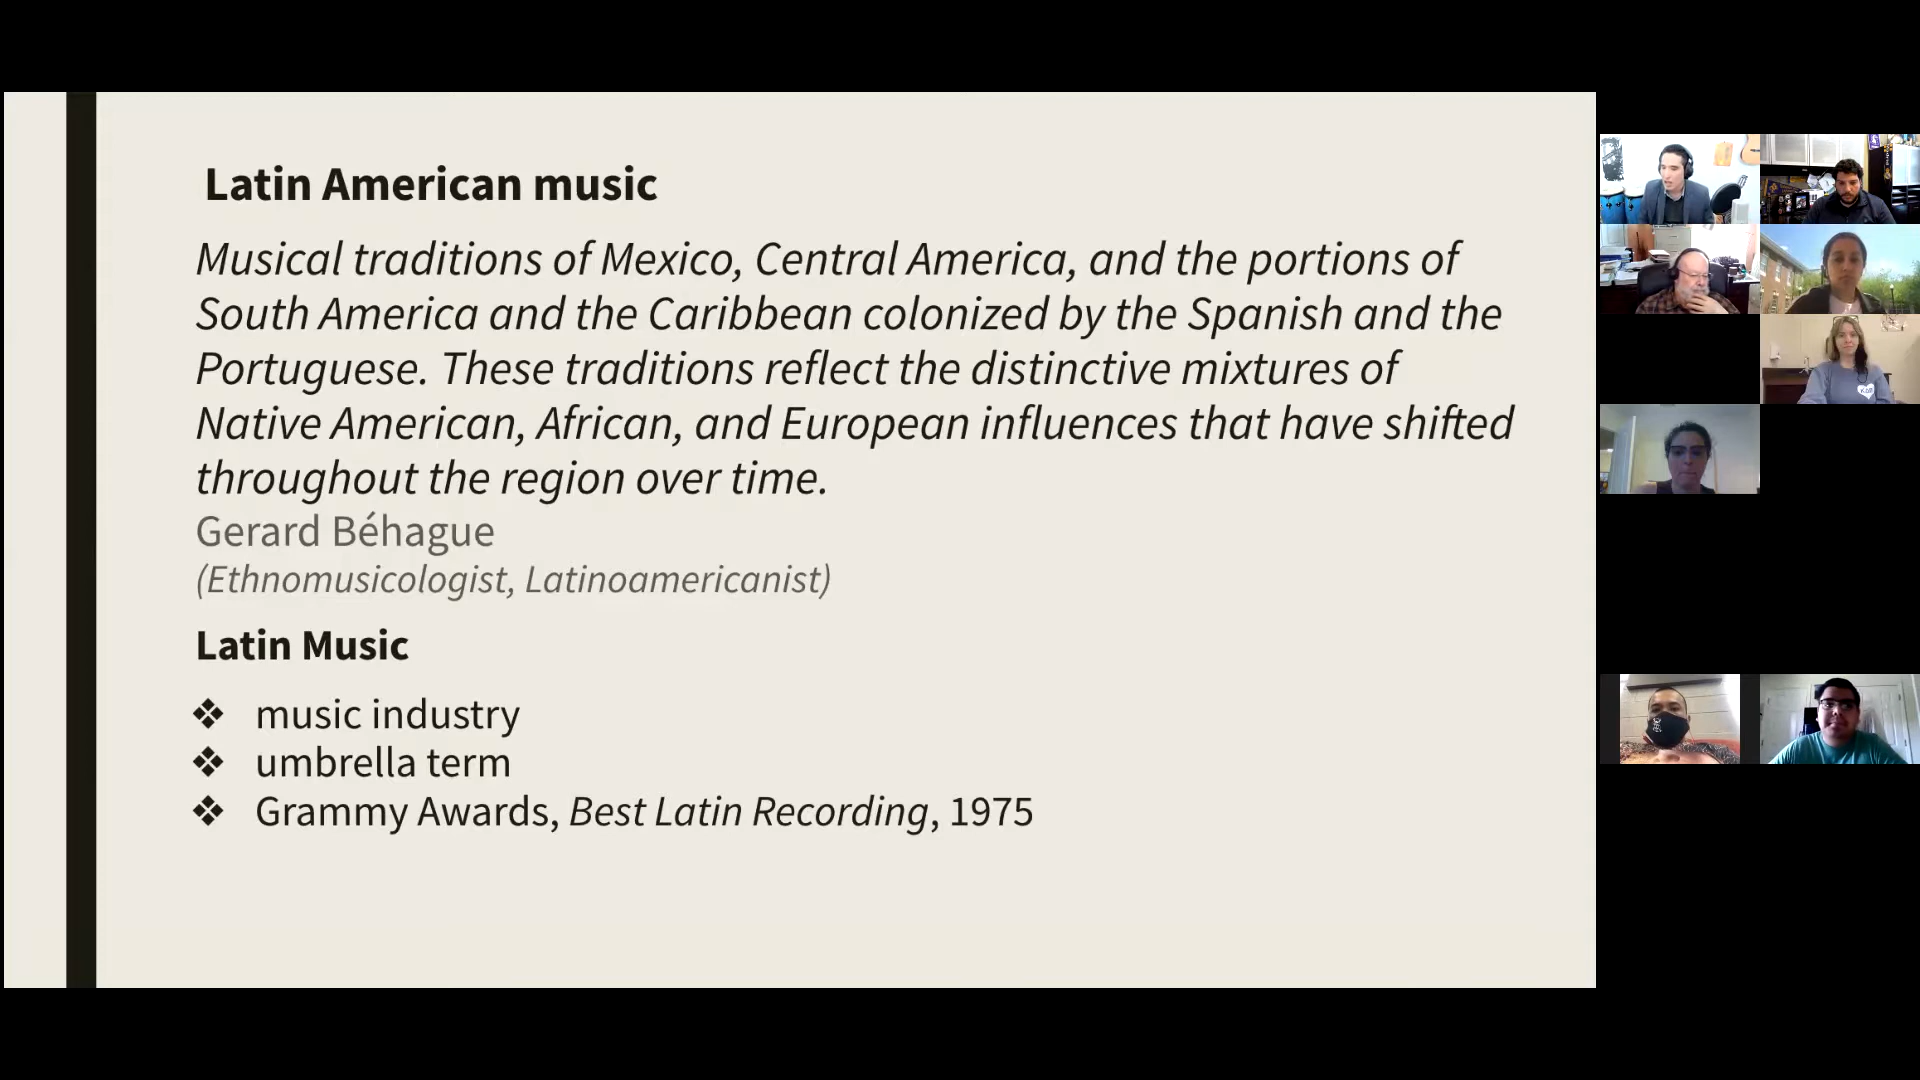 Latin American music
Musical traditions of Mexico, Central America, and the portions of
South America and the Caribbean colonized by the Spanish and the
Portuguese. These traditions reflect the distinctive mixtures of
Native American, African, and European influences that have shifted
throughout the region over time.
Gerard Béhague
(Ethnomusicologist, Latinoamericanist)
Latin Music
❖ music industry
❖ umbrella term
❖ Grammy Awards, Best Latin Recording, 1975